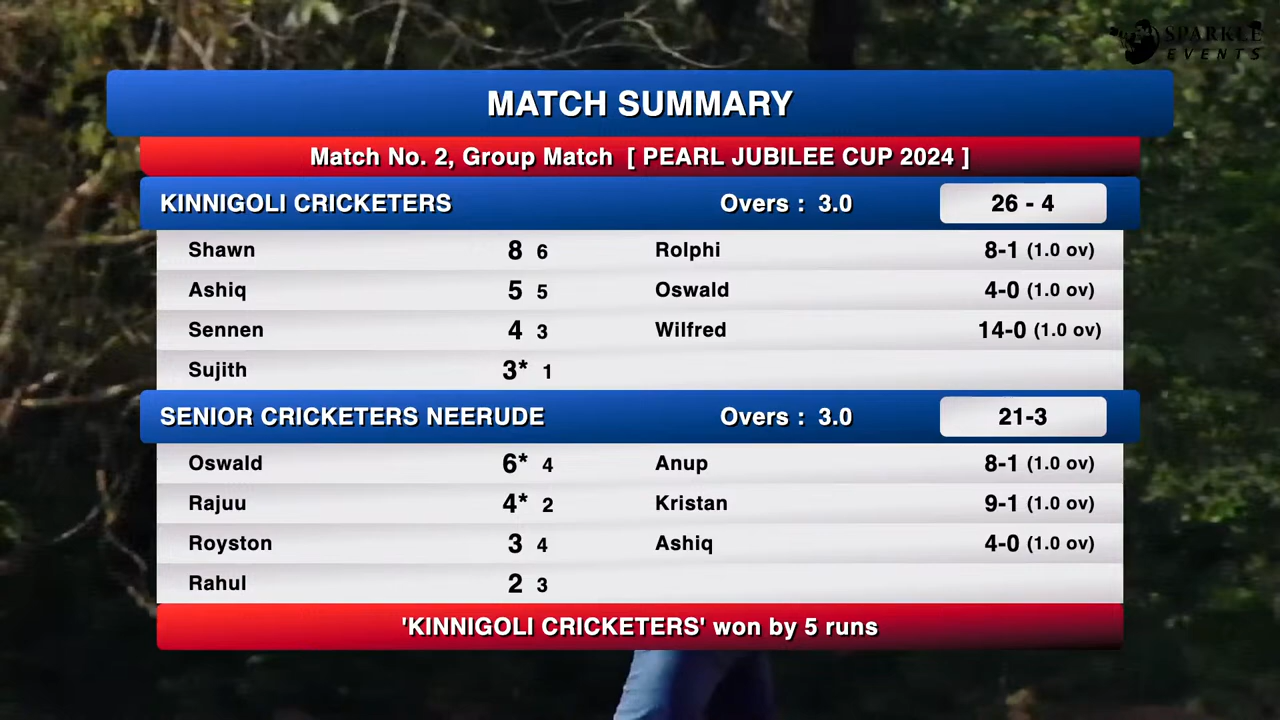 SPARKLE
EVENTS
MATCH SUMMARY
Match No. 2, Group Match [ PEARL JUBILEE CUP 2024 ]
KINNIGOLI CRICKETERS Overs : 3.0 26 - 4
Shawn 8 6 Rolphi 8-1 (1.0 ov)
Ashiq 5 5 Oswald 4-0 (1.0 ov)
Sennen 4 3 Wilfred 14-0 (1.0 ov)
Sujith 3* 1
SENIOR CRICKETERS NEERUDE Overs : 3.0 21-3
Oswald 6* 4 Anup 8-1 (1.0 ov)
Rajuu 4* 2 Kristan 9-1 (1.0 ov)
Royston 3 4 Ashiq 4-0 (1.0 ov)
Rahul 2 3
'KINNIGOLI CRICKETERS' won by 5 runs